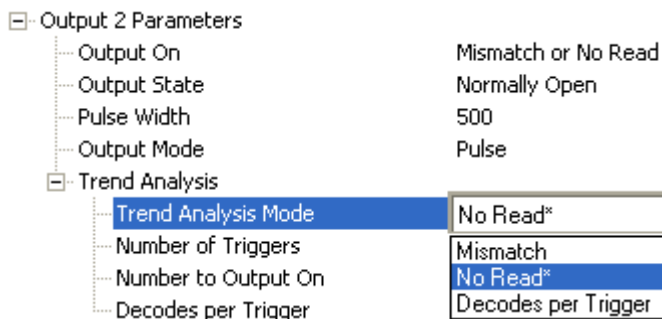 Output 2 Parameters
Output On Mismatch or No Read
Output State Normally Open
Pulse Width 500
Output Mode Pulse
Trend Analysis
Trend Analysis Mode No Read*
Number of Triggers Mismatch
Number to Output On No Read*
Decodes per Trigger Decodes per Trigger